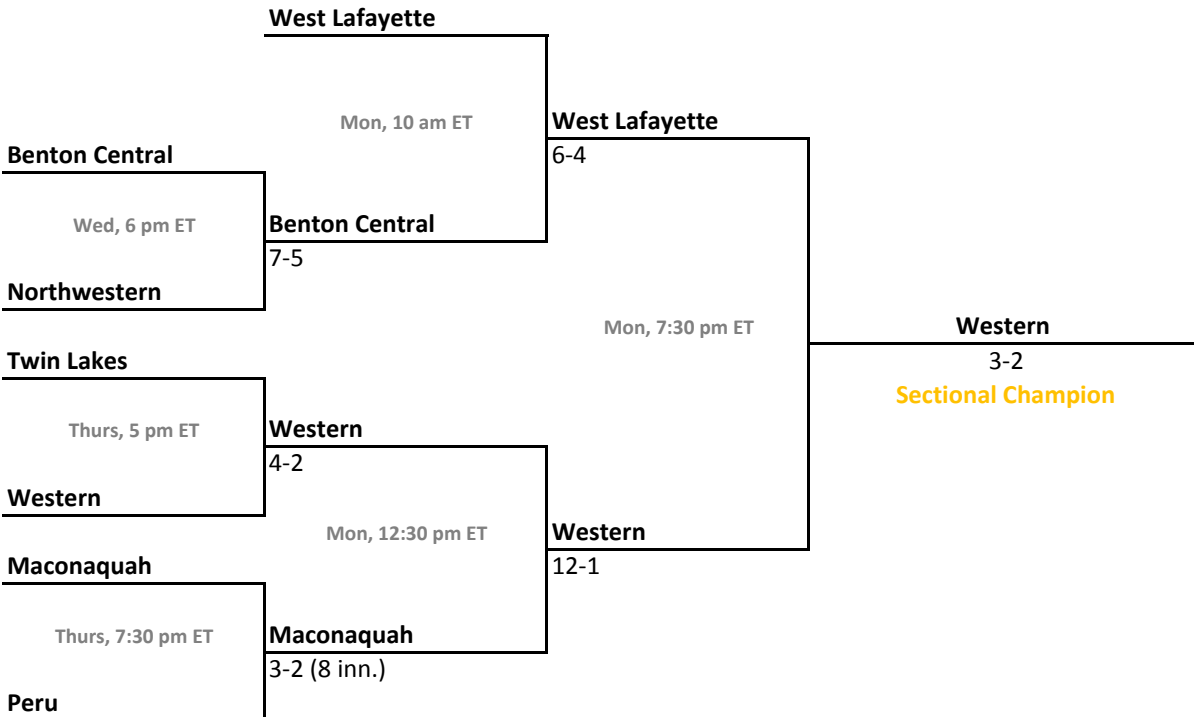 West Lafayette
Mon, 10 am ET
West Lafayette
6-4
Benton Central
Wed, 6 pm ET
Benton Central
7-5
Northwestern
Mon, 7:30 pm ET
Western
3-2
Sectional Champion
Twin Lakes
Thurs, 5 pm ET
Western
4-2
Western
Mon, 12:30 pm ET
Western
12-1
Maconaquah
Thurs, 7:30 pm ET
Maconaquah
3-2 (8 inn.)
Peru